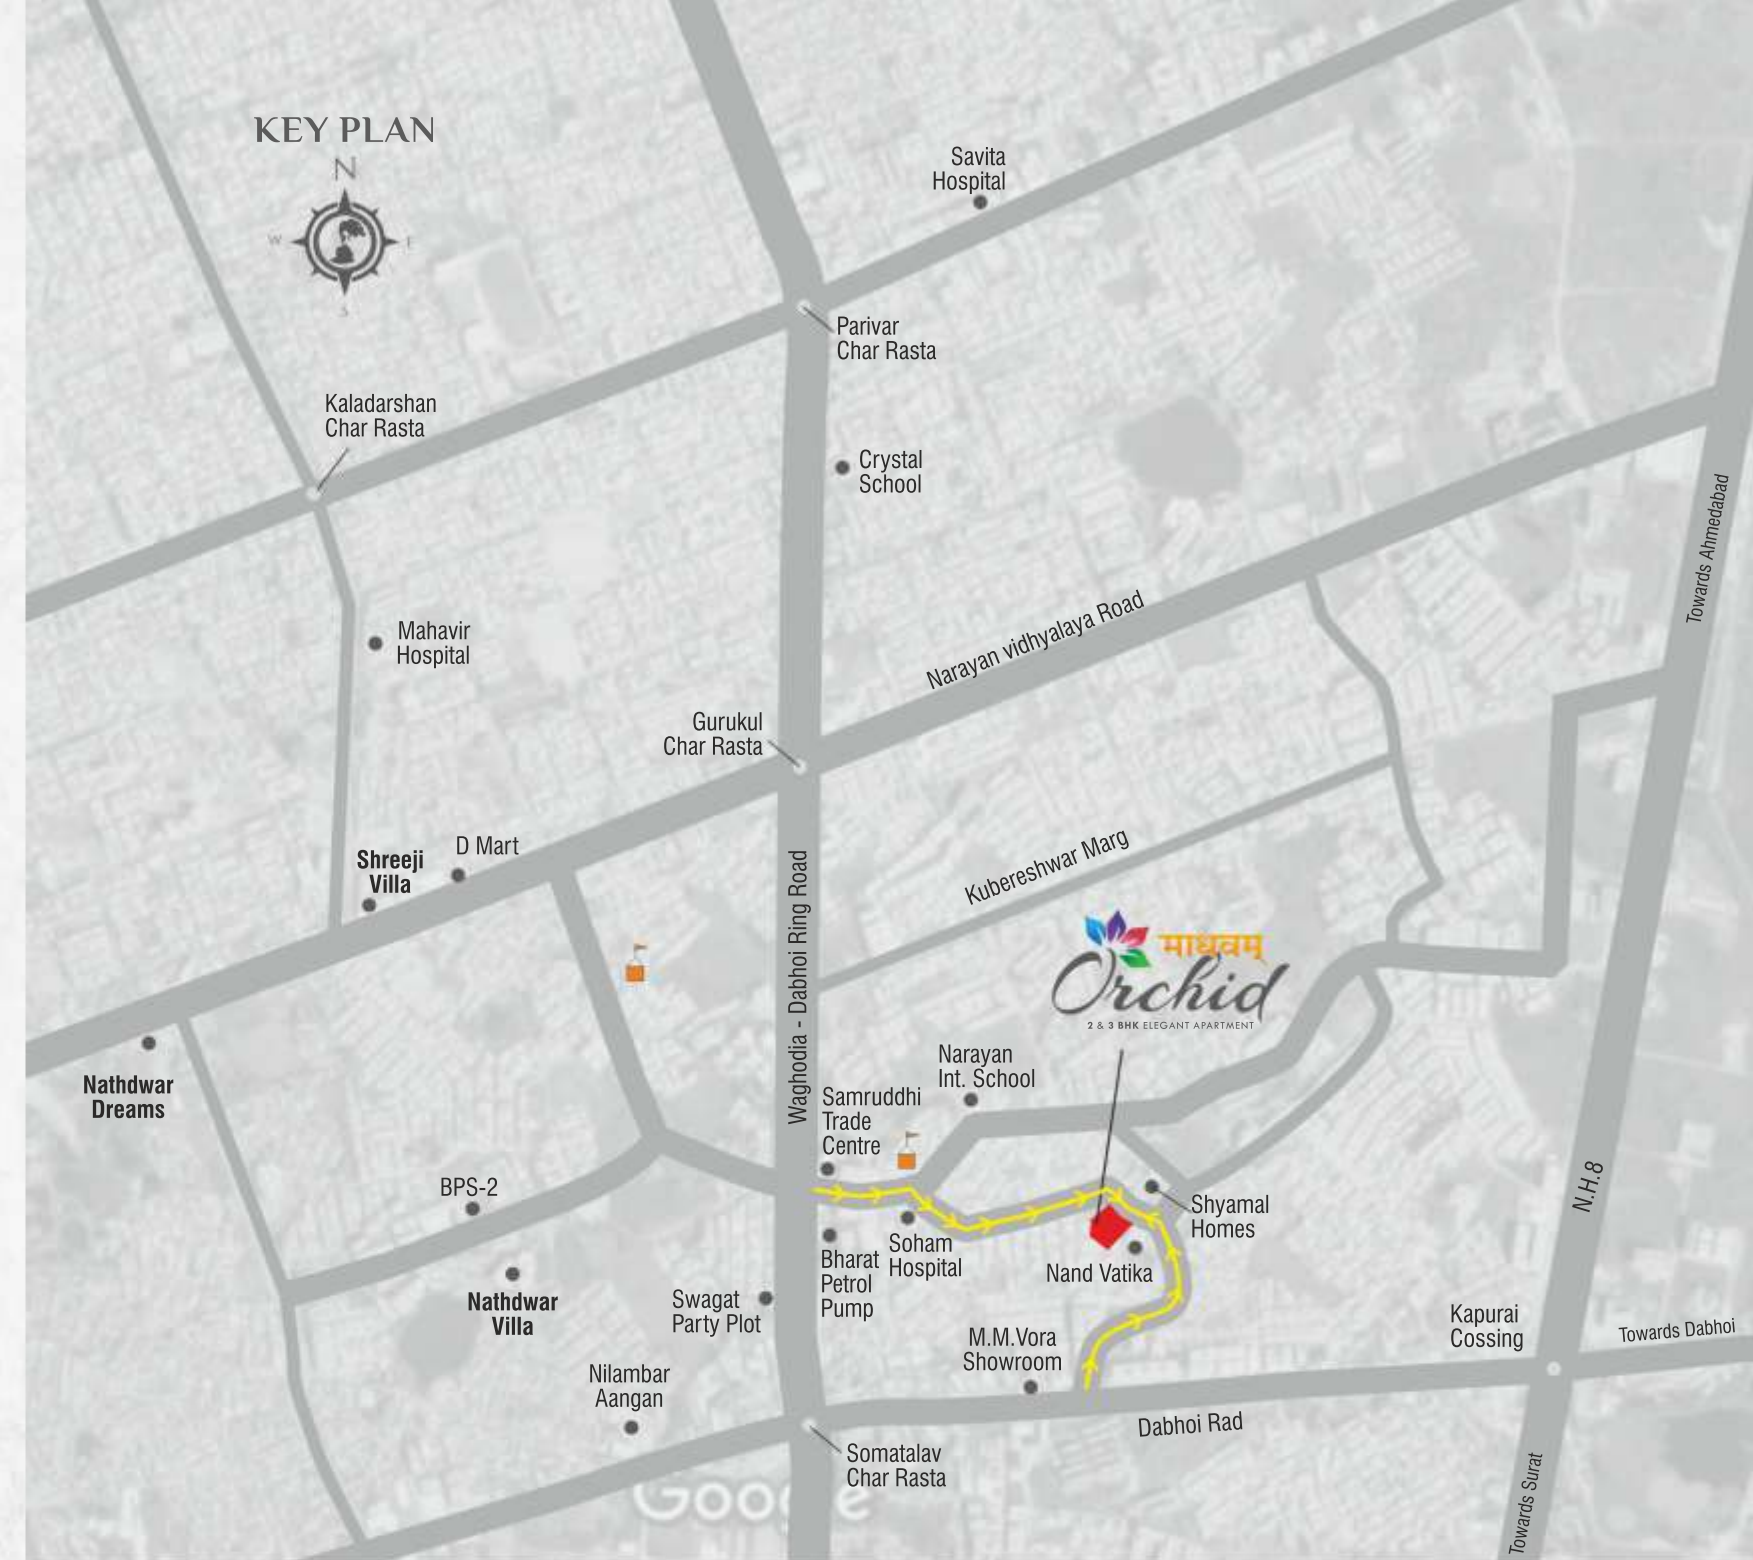 KEY PLAN
N
W
E
S
Savita
Hospital
Parivar
Char Rasta
Kaladarshan
Char Rasta
Crystal
School
Towards Ahmedabad
Narayan vidhyalaya Road
Mahavir
Hospital
Gurukul
Char Rasta
D Mart
Shreeji
Villa
Kubereshwar Marg
Waghodia - Dabhoi Ring Road
माधवम्
Orchid
2 & 3 BHK ELEGANT APARTMENT
Nathdwar
Dreams
Narayan
Int. School
Samruddhi
Trade
Centre
BPS-2
N.H.8
Shyamal
Homes
Soham
Hospital
Bharat
Petrol
Pump
Nand Vatika
Nathdwar
Villa
Swagat
Party Plot
Kapurai
Cossing
Towards Dabhoi
M.M.Vora
Showroom
Nilambar
Aangan
Dabhoi Rad
Somatalav
Char Rasta
Google
Towards Surat